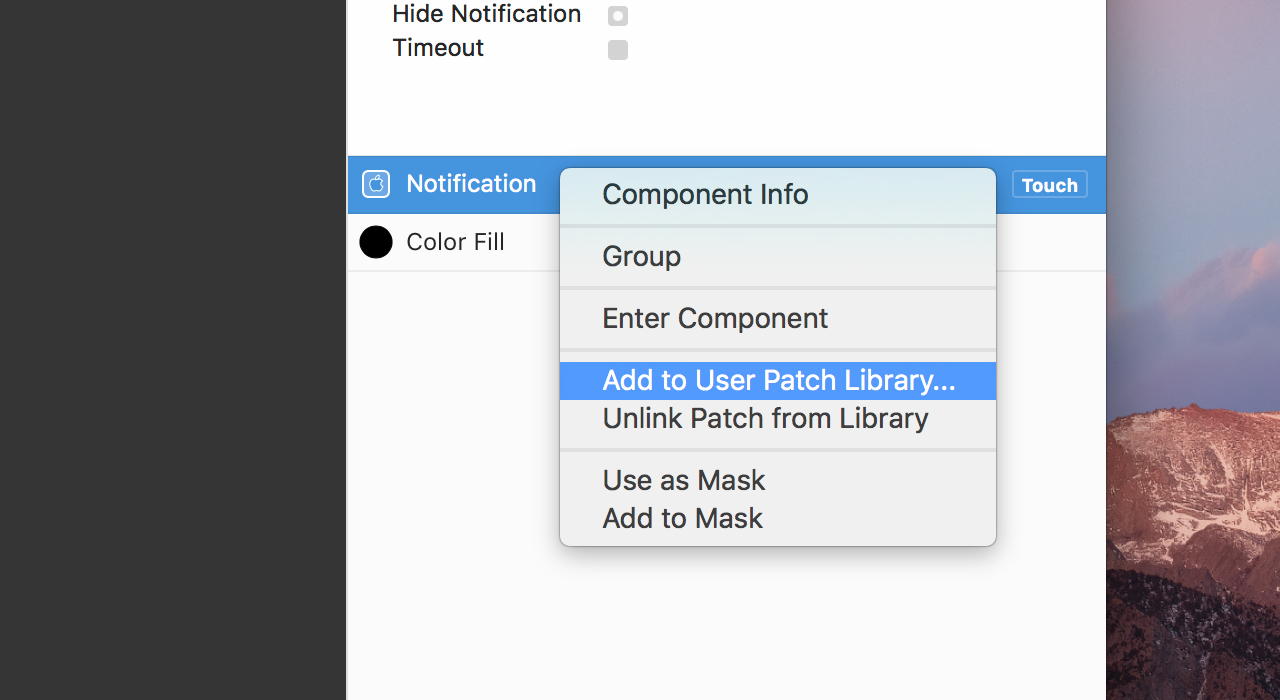 Hide Notification
Timeout
Notification
Touch
Color Fill
Component Info
Group
Enter Component
Add to User Patch Library...
Unlink Patch from Library
Use as Mask
Add to Mask